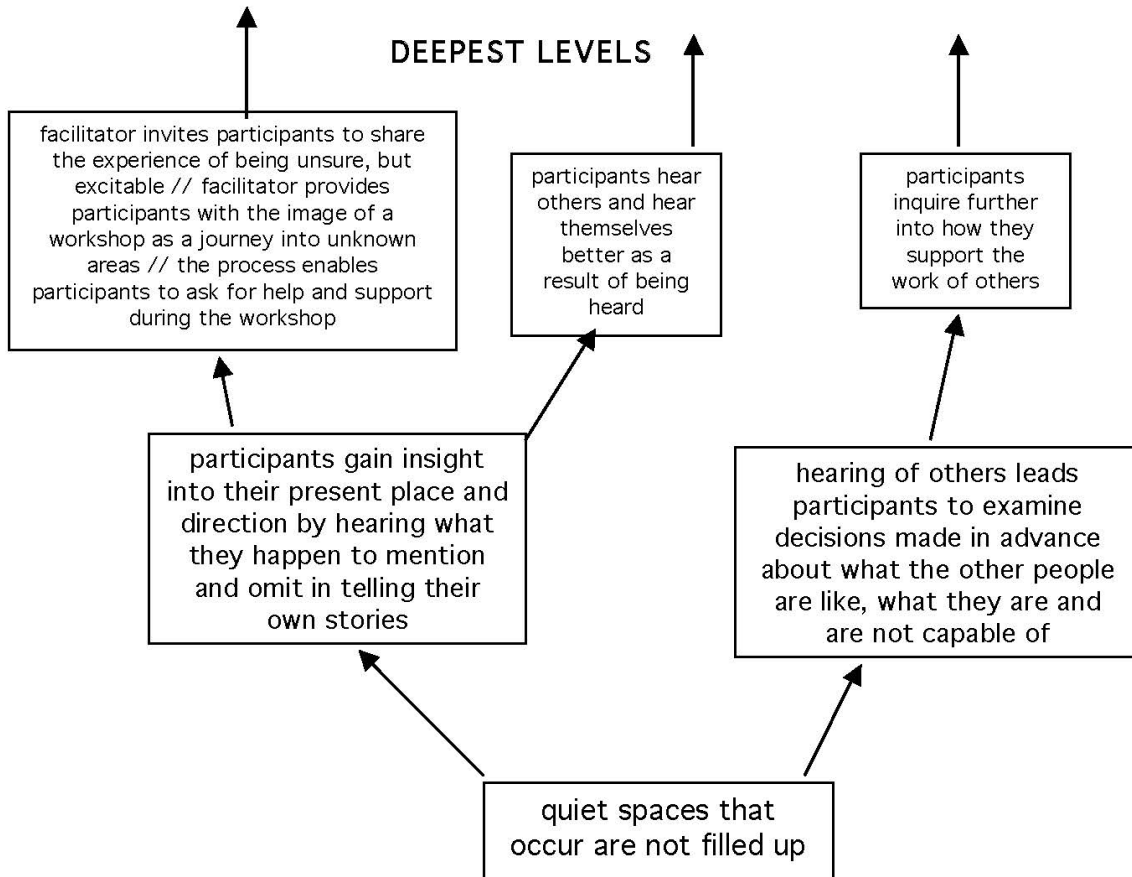 DEEPEST LEVELS
facilitator invites participants to share
the experience of being unsure, but
excitable // facilitator provides
participants with the image of a
workshop as a journey into unknown
areas // the process enables
participants to ask for help and support
during the workshop
participants hear
others and hear
themselves
better as a
result of being
heard
participants
inquire further
into how they
support the
work of others
participants gain insight
into their present place and
direction by hearing what
they happen to mention
and omit in telling their
own stories
hearing of others leads
participants to examine
decisions made in advance
about what the other people
are like, what they are and
are not capable of
quiet spaces that
occur are not filled up